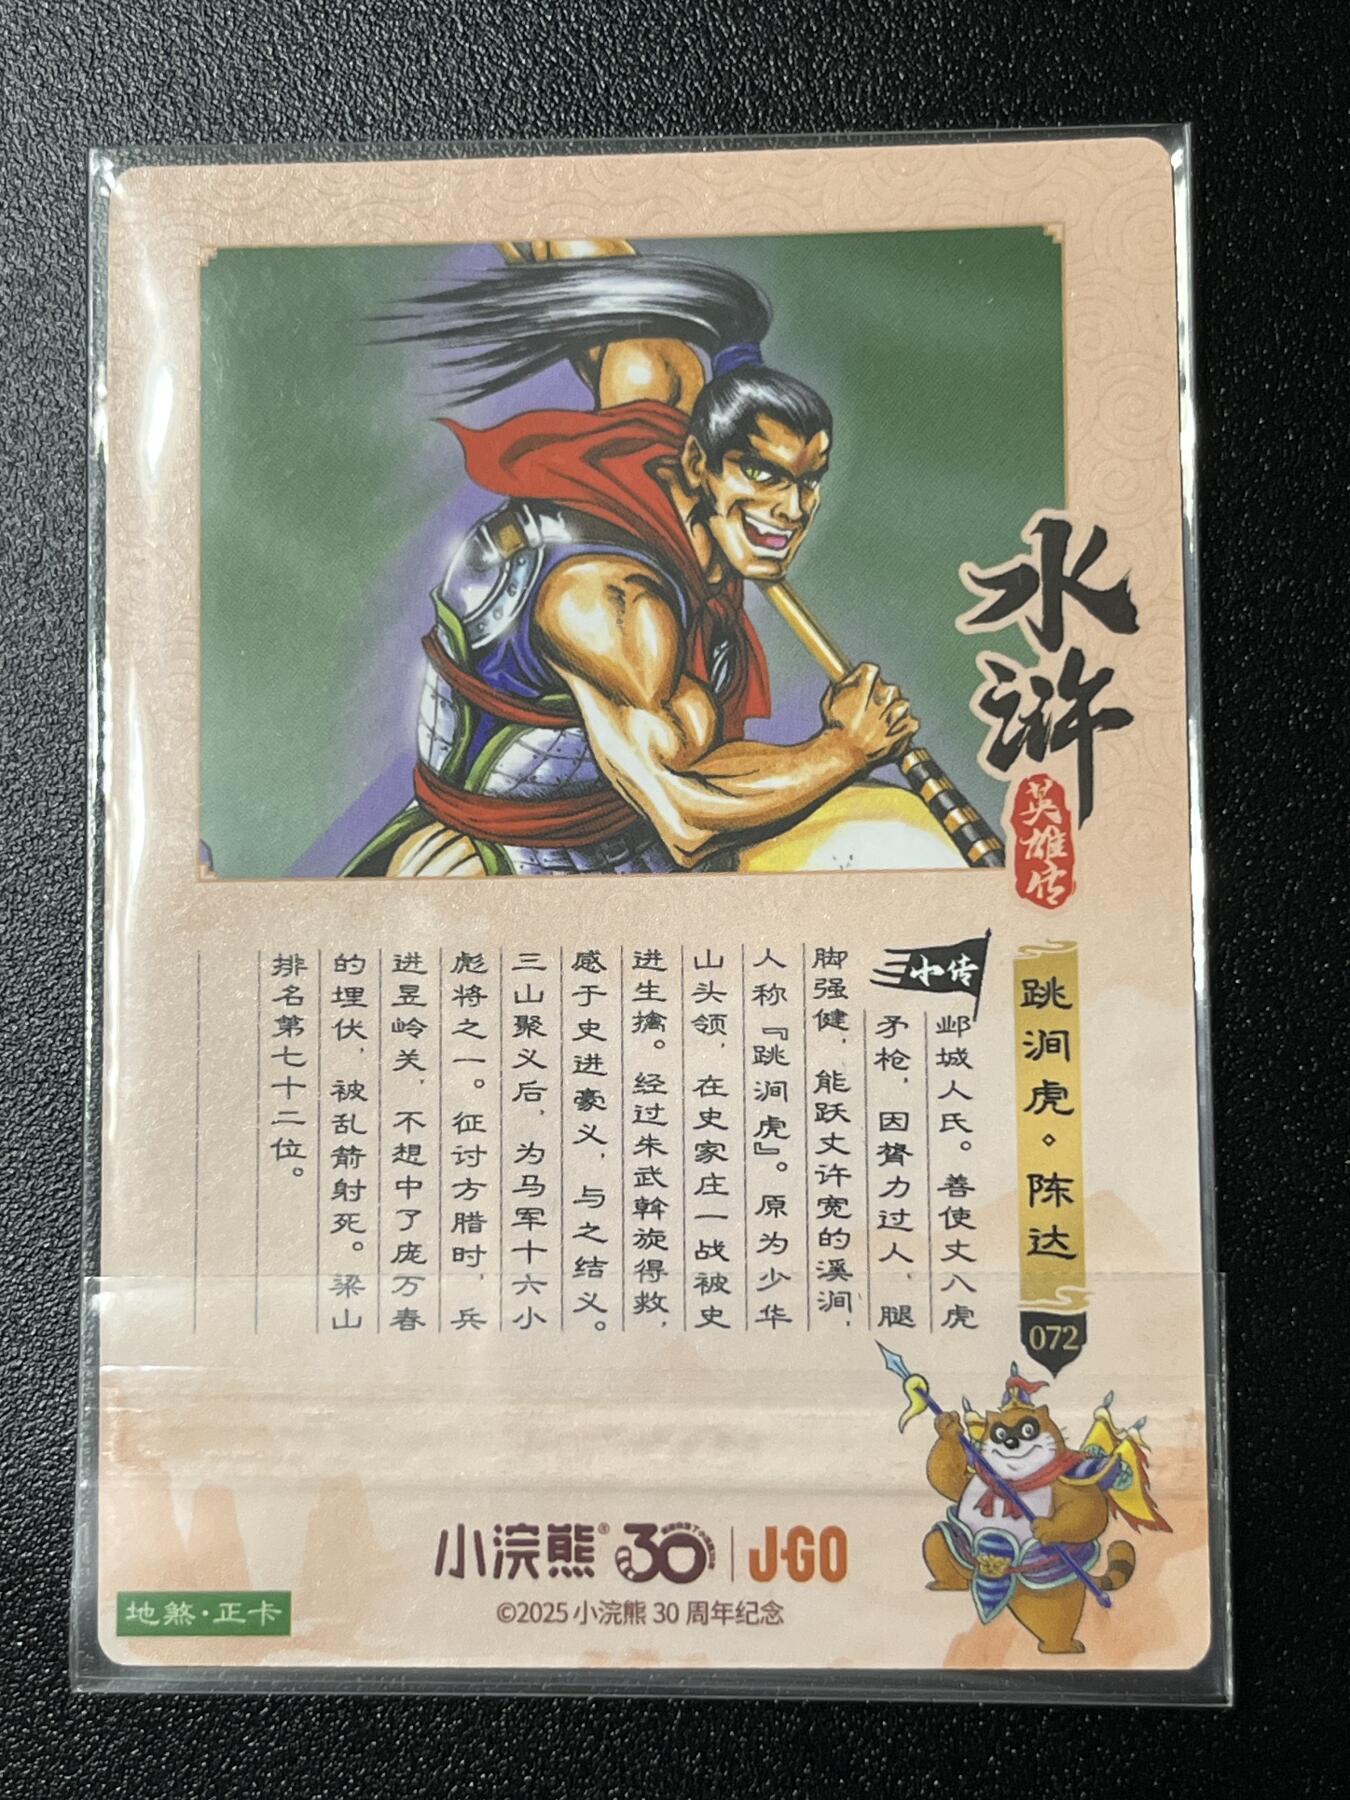 水浒
英雄传
跳涧虎·陈达
072
小传
邺城人氏。善使丈八虎
矛枪，因膂力过人，腿
脚强健，能跃丈许宽的溪涧，
人称『跳涧虎』。原为少华
山头领，在史家庄一战被史
进生擒。经过朱武斡旋得救，
感于史进豪义，与之结义。
三山聚义后，为马军十六小
彪将之一。征讨方腊时，兵
进昱岭关，不想中了庞万春
的埋伏，被乱箭射死。梁山
排名第七十二位。
小浣熊® 30 | J·GO
©2025 小浣熊 30 周年纪念
地煞·正卡